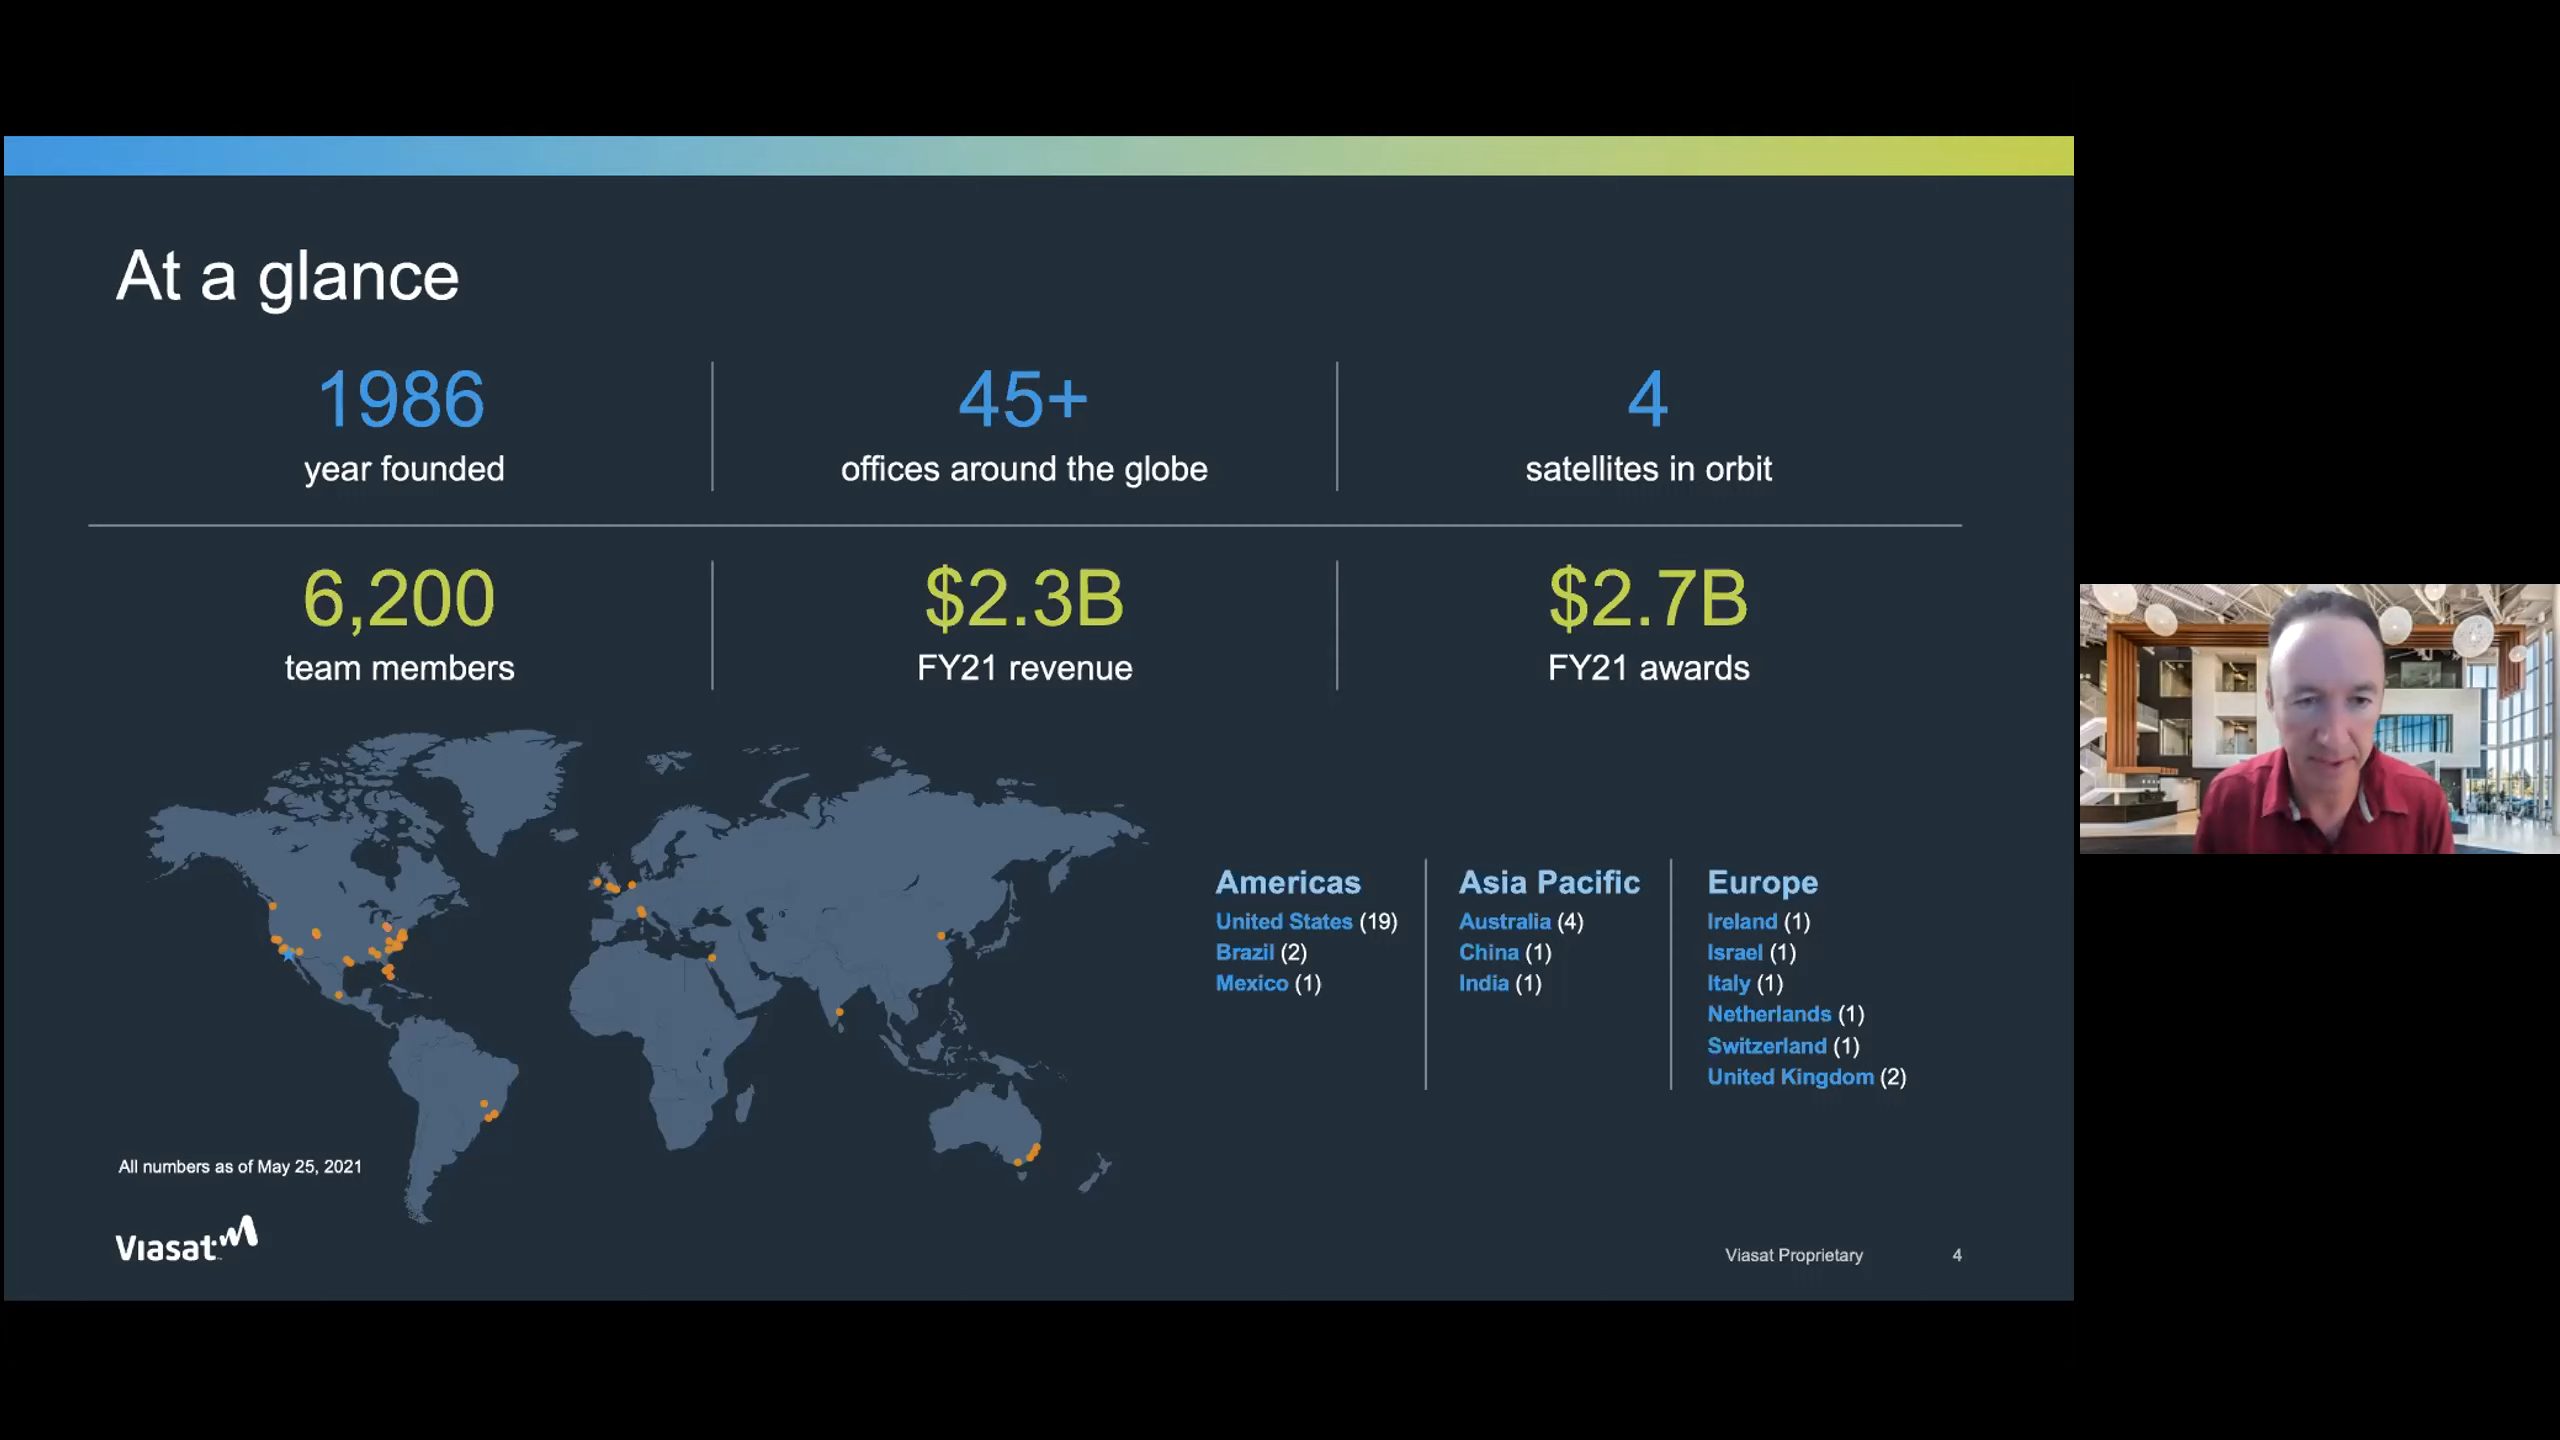 At a glance
1986
year founded
45+
offices around the globe
4
satellites in orbit
6,200
team members
$2.3B
FY21 revenue
$2.7B
FY21 awards
Americas
United States (19)
Brazil (2)
Mexico (1)
Asia Pacific
Australia (4)
China (1)
India (1)
Europe
Ireland (1)
Israel (1)
Italy (1)
Netherlands (1)
Switzerland (1)
United Kingdom (2)
All numbers as of May 25, 2021
Viasat
Viasat Proprietary
4